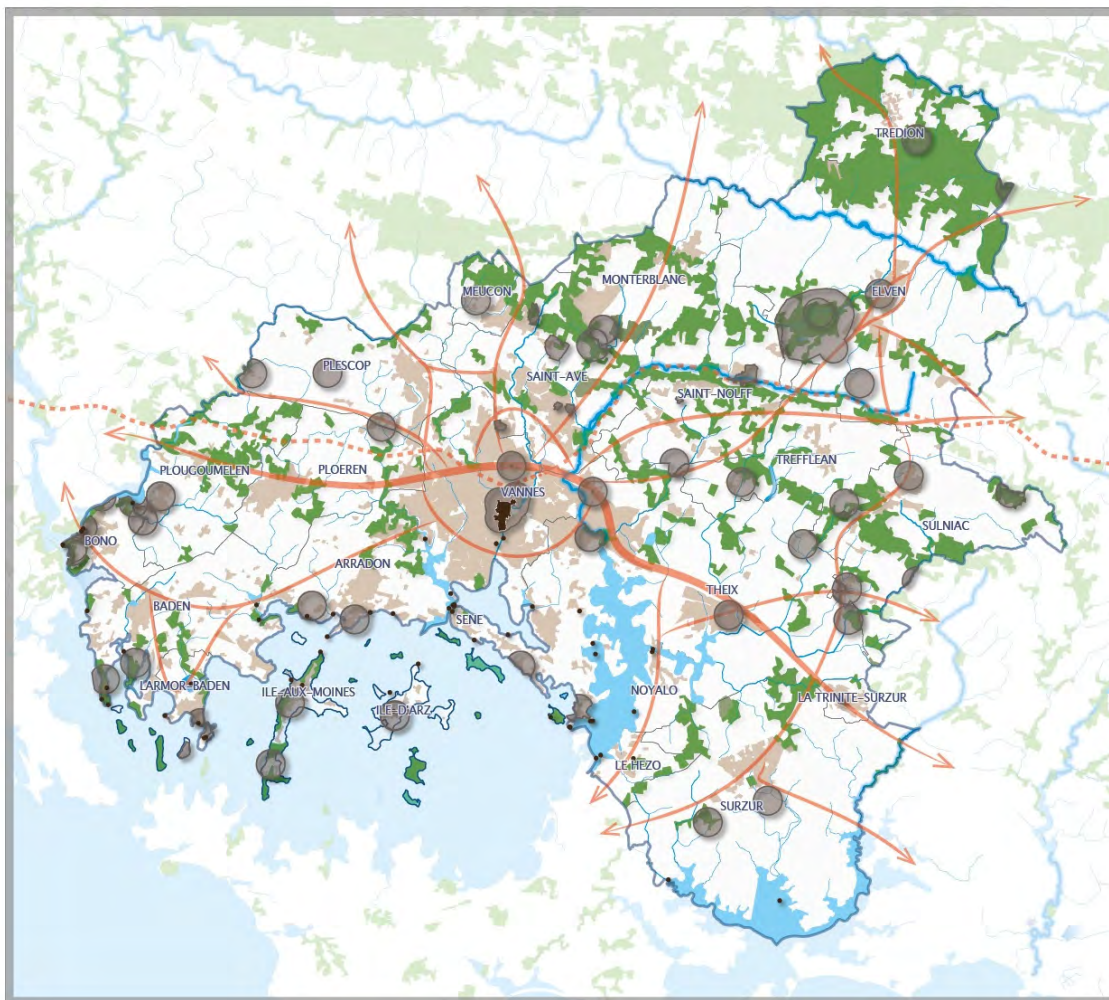 TREDION
MONTERBLANC
ELVEN
MEUCON
PLESCOP
SAINT-AVE
SAINT-NOLFF
TREFFLEAN
PLOUGOUMELEN
PLOEREN
VANNES
SULNIAC
BONO
ARRADON
THEIX
BADEN
SENE
LARMOR-BADEN
ILE-AUX-MOINES
ILE-D'ARZ
NOYALO
LA-TRINITE-SURZUR
LE HEZO
SURZUR